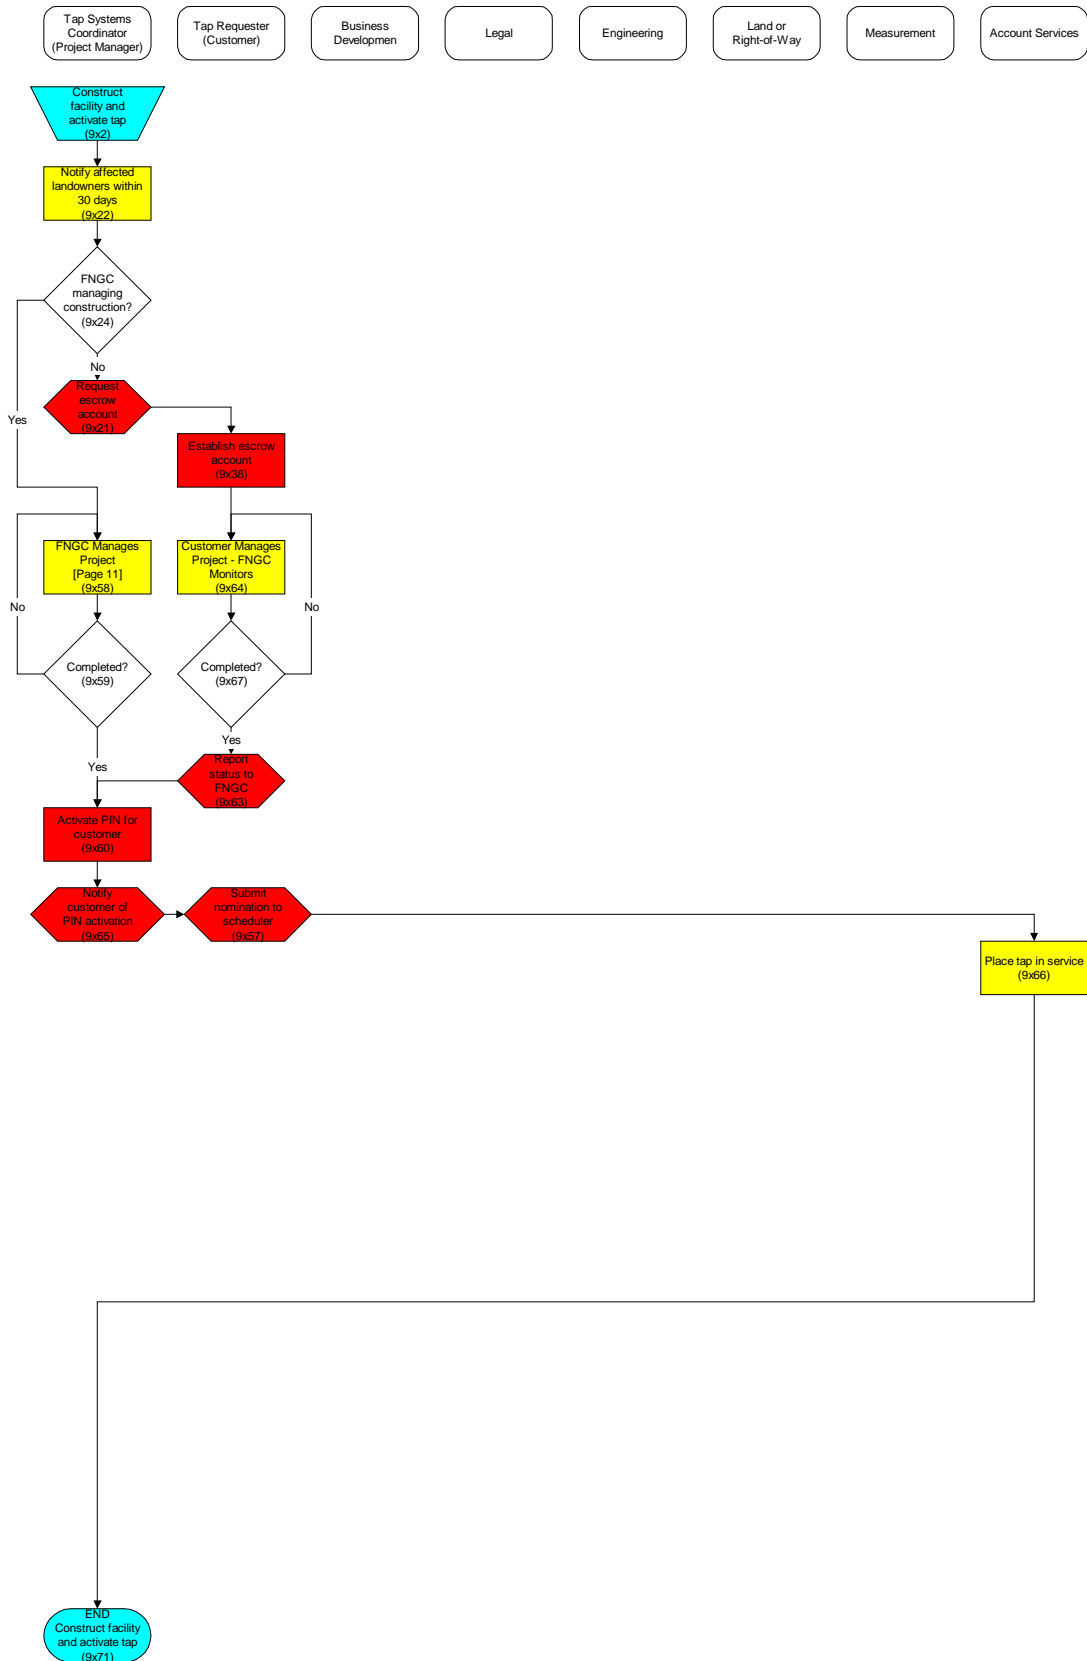 Tap Systems
Coordinator
(Project Manager)
Tap Requester
(Customer)
Business
Developmen
Legal
Engineering
Land or
Right-of-Way
Measurement
Account Services
Construct
facility and
activate tap
(9x2)
Notify affected
landowners within
30 days
(9x22)
FNGC
managing
construction?
(9x24)
No
Request
escrow
account
(9x21)
Yes
Establish escrow
account
(9x38)
FNGC Manages
Project
[Page 11]
(9x58)
Customer Manages
Project - FNGC
Monitors
(9x64)
No
No
Completed?
(9x59)
Completed?
(9x67)
Yes
Yes
Report
status to
FNGC
(9x63)
Activate PIN for
customer
(9x60)
Notify
customer of
PIN activation
(9x65)
Submit
nomination to
scheduler
(9x57)
Place tap in service
(9x66)
END
Construct facility
and activate tap
(9x71)